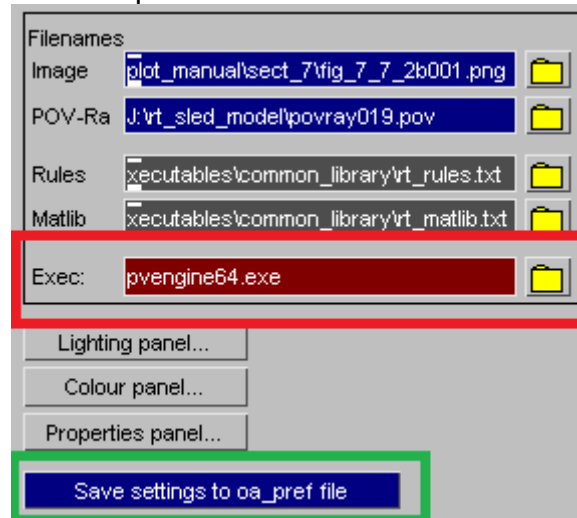 Filenames
Image plot_manual\sect_7\fig_7_7_2b001.png
POV-Ra J:\rt_sled_model\povray019.pov
Rules xecutables\common_library\rt_rules.txt
Matlib xecutables\common_library\rt_matlib.txt
Exec: pvengine64.exe
Lighting panel...
Colour panel...
Properties panel...
Save settings to oa_pref file